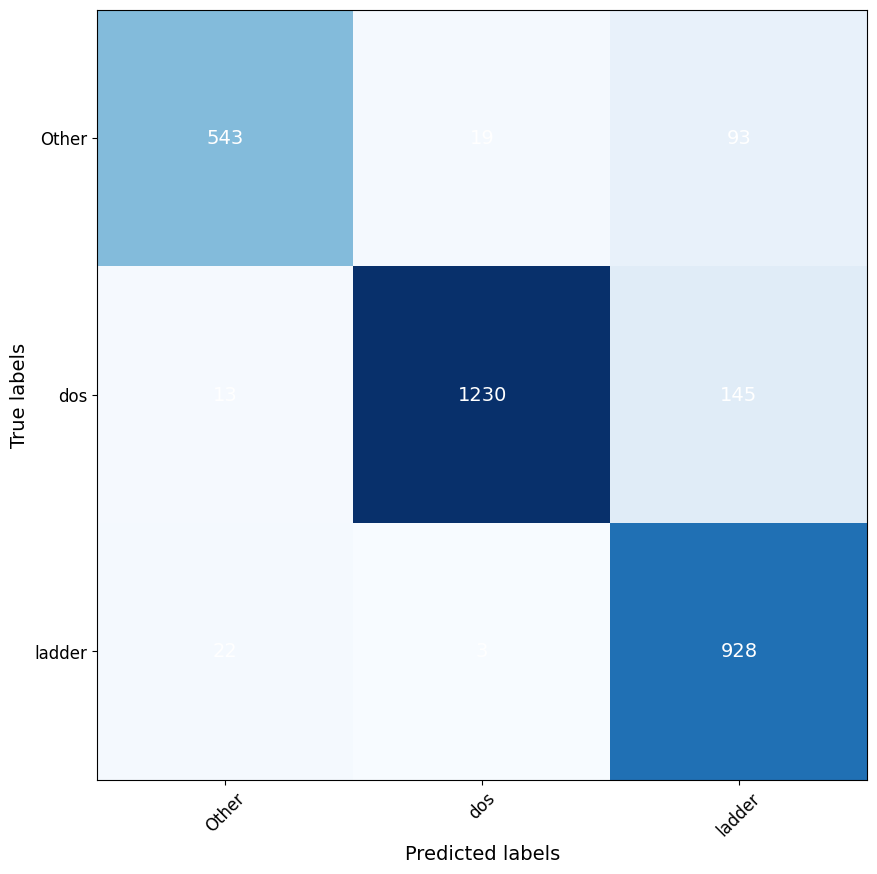 Other 543 19 93
True labels
dos 13 1230 145
ladder 22 928
Other dos ladder
Predicted labels